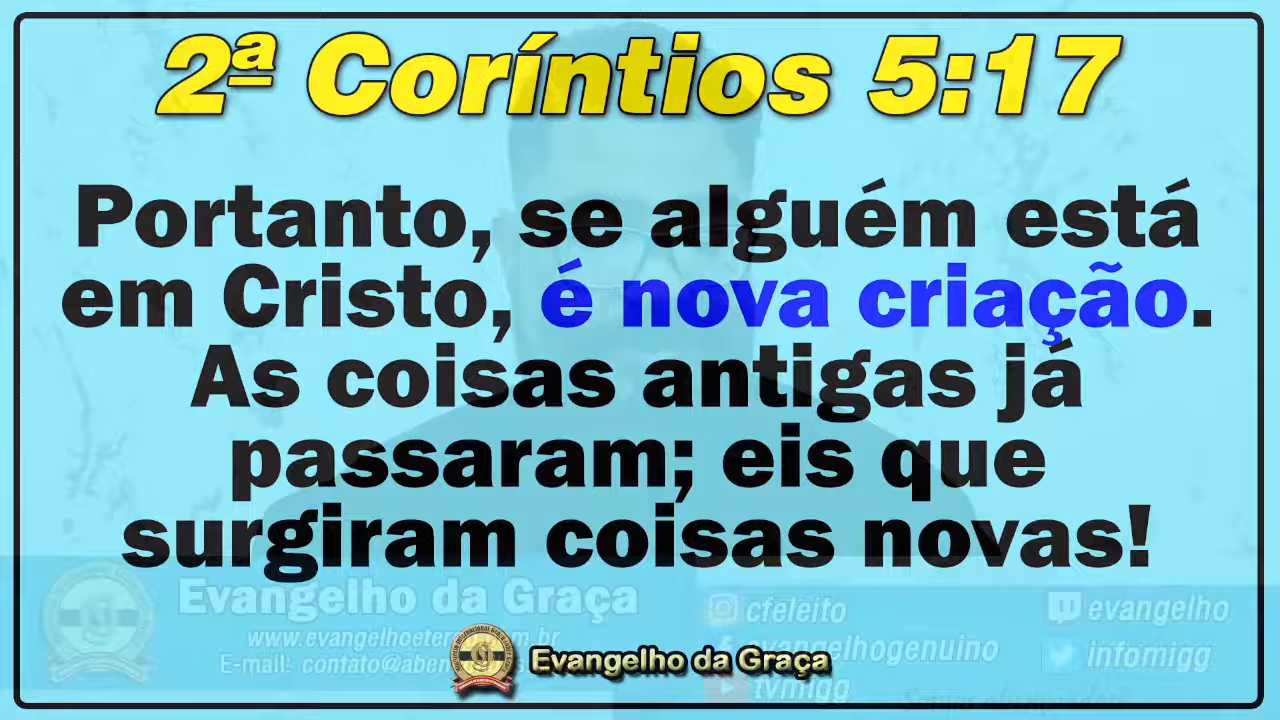 2ª Coríntios 5:17
Portanto, se alguém está
em Cristo, é nova criação.
As coisas antigas já
passaram; eis que
surgiram coisas novas!
Evangelho da Graça
cfeleito
evangelho
evangelhogenuino
infomigg
tvmigg
Evangelho da Graça